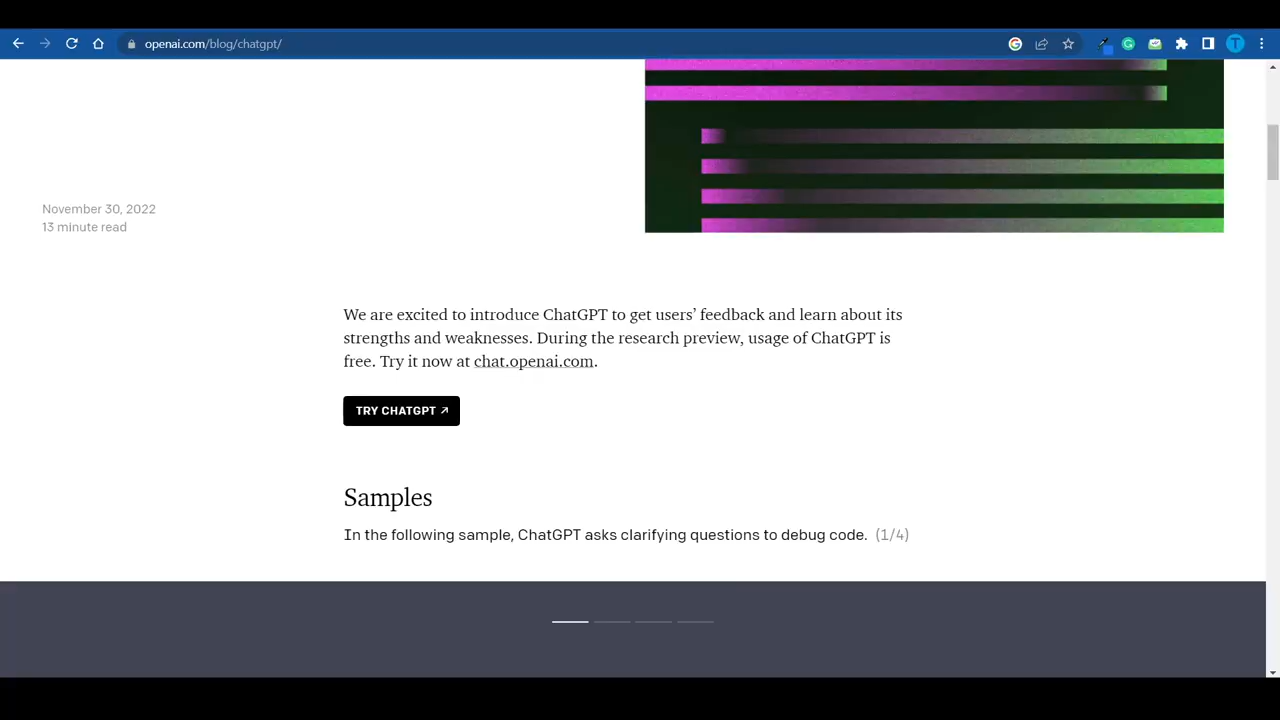 openai.com/blog/chatgpt/
T
November 30, 2022
13 minute read
We are excited to introduce ChatGPT to get users’ feedback and learn about its
strengths and weaknesses. During the research preview, usage of ChatGPT is
free. Try it now at chat.openai.com.
TRY CHATGPT ↗
Samples
In the following sample, ChatGPT asks clarifying questions to debug code. (1/4)